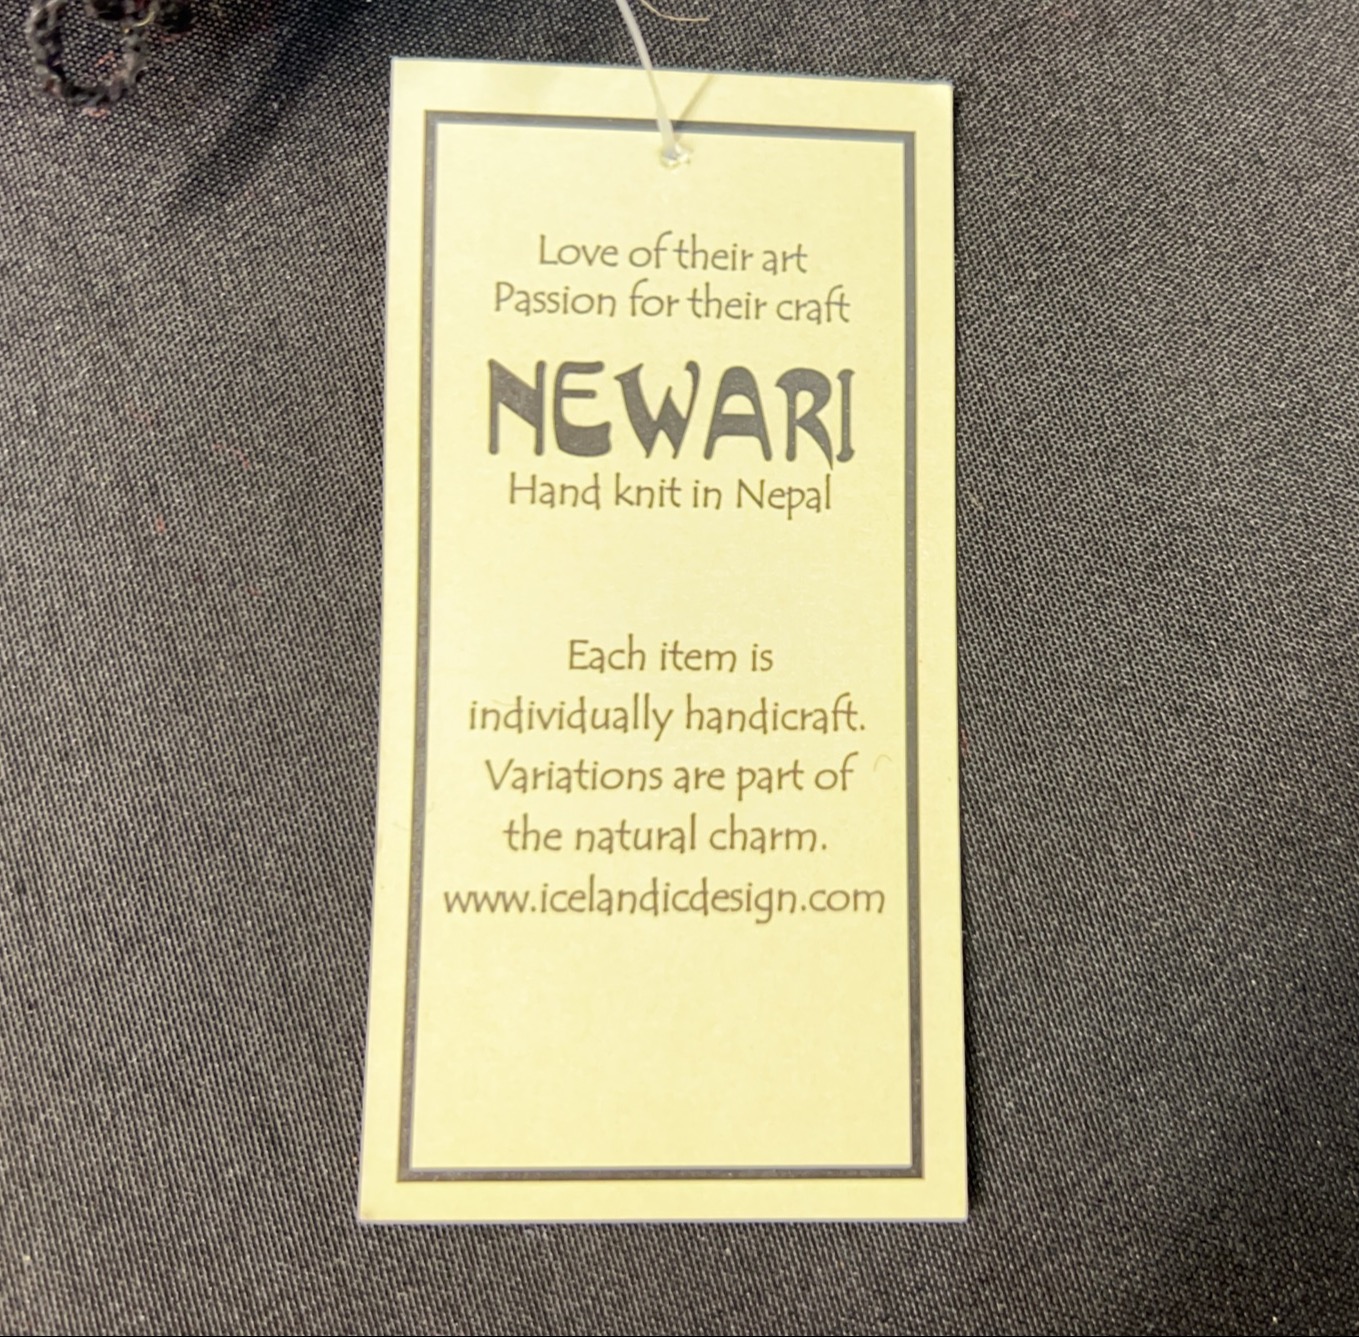 Love of their art
Passion for their craft
NEWARI
Hand knit in Nepal
Each item is
individually handicraft.
Variations are part of
the natural charm.
www.icelandicdesign.com